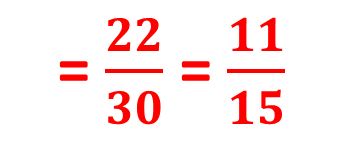 = 22/30 = 11/15